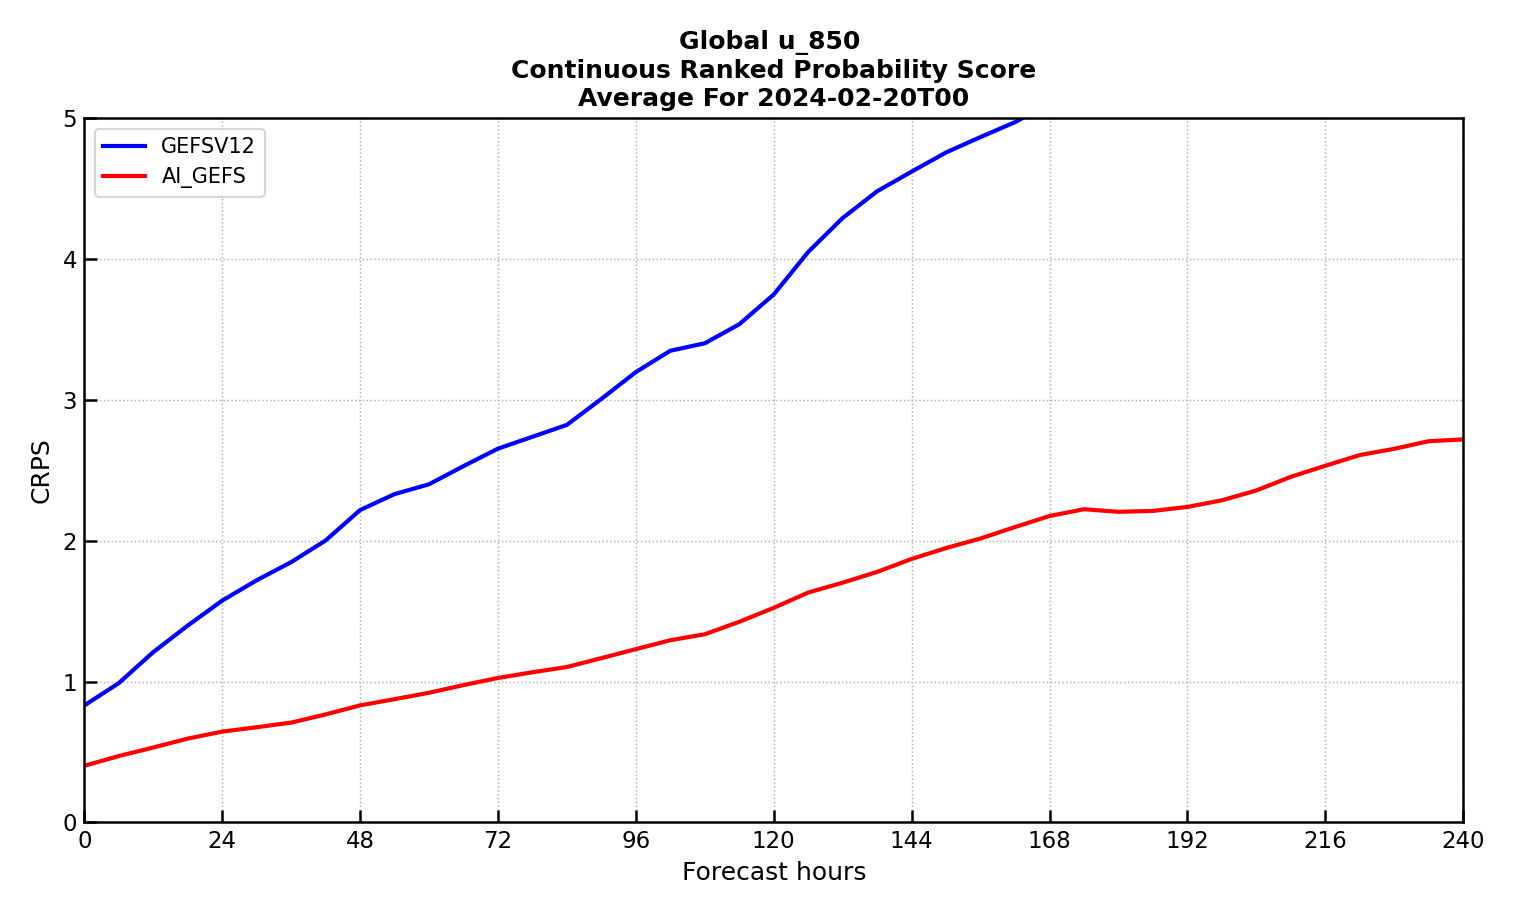 Global u_850
Continuous Ranked Probability Score
Average For 2024-02-20T00
GEFSV12
AI_GEFS
5
4
3
2
1
0
CRPS
0 24 48 72 96 120 144 168 192 216 240
Forecast hours